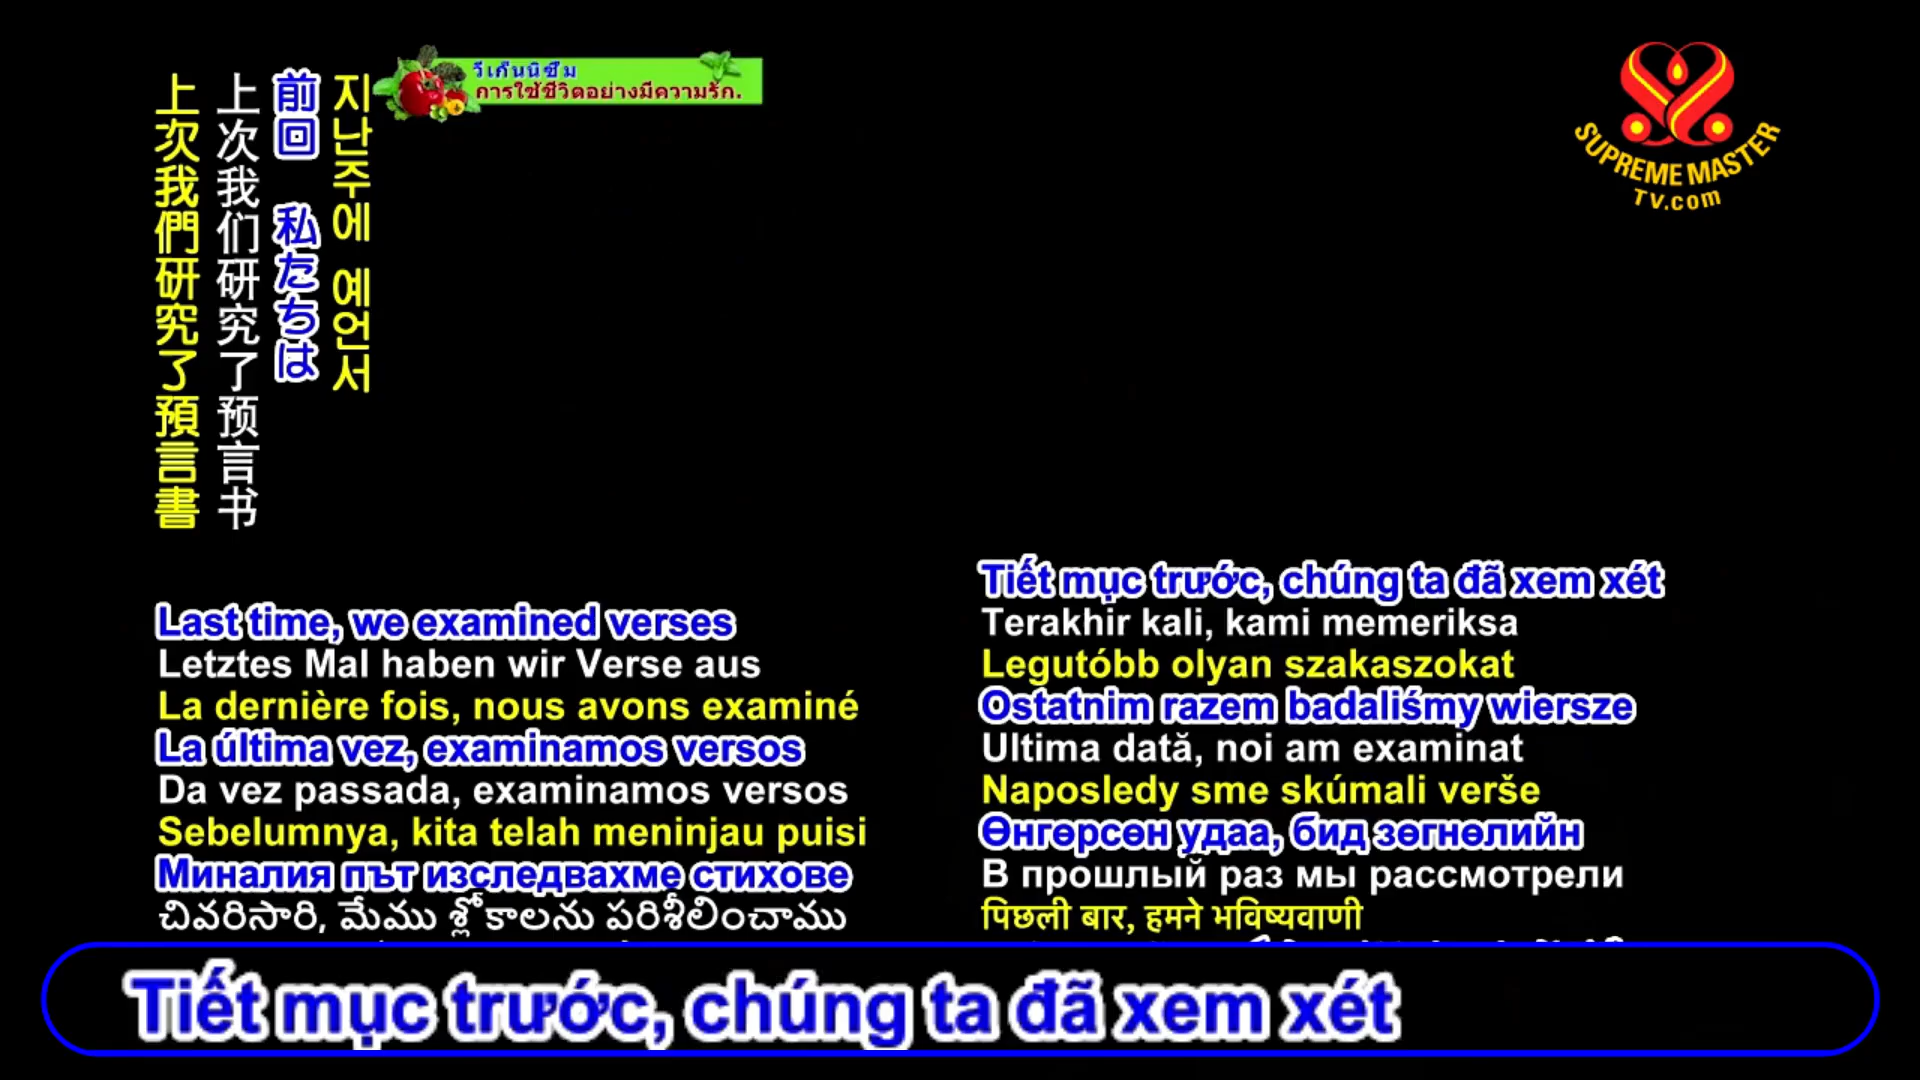 วีแก็นนิซึม
การใช้ชีวิตอย่างมีความรัก.
SUPREME MASTER
TV.com
上次我們研究了預言書
上次我们研究了预言书
前回 私たちは
지난주에 예언서
Last time, we examined verses
Letztes Mal haben wir Verse aus
La dernière fois, nous avons examiné
La última vez, examinamos versos
Da vez passada, examinamos versos
Sebelumnya, kita telah meninjau puisi
Миналия път изследвахме стихове
చివరిసారి, మేము శ్లోకాలను పరిశీలించాము
Tiết mục trước, chúng ta đã xem xét
Terakhir kali, kami memeriksa
Legutóbb olyan szakaszokat
Ostatnim razem badaliśmy wiersze
Ultima dată, noi am examinat
Naposledy sme skúmali verše
Өнгөрсөн удаа, бид зөгнөлийн
В прошлый раз мы рассмотрели
पिछली बार, हमने भविष्यवाणी
Tiết mục trước, chúng ta đã xem xét